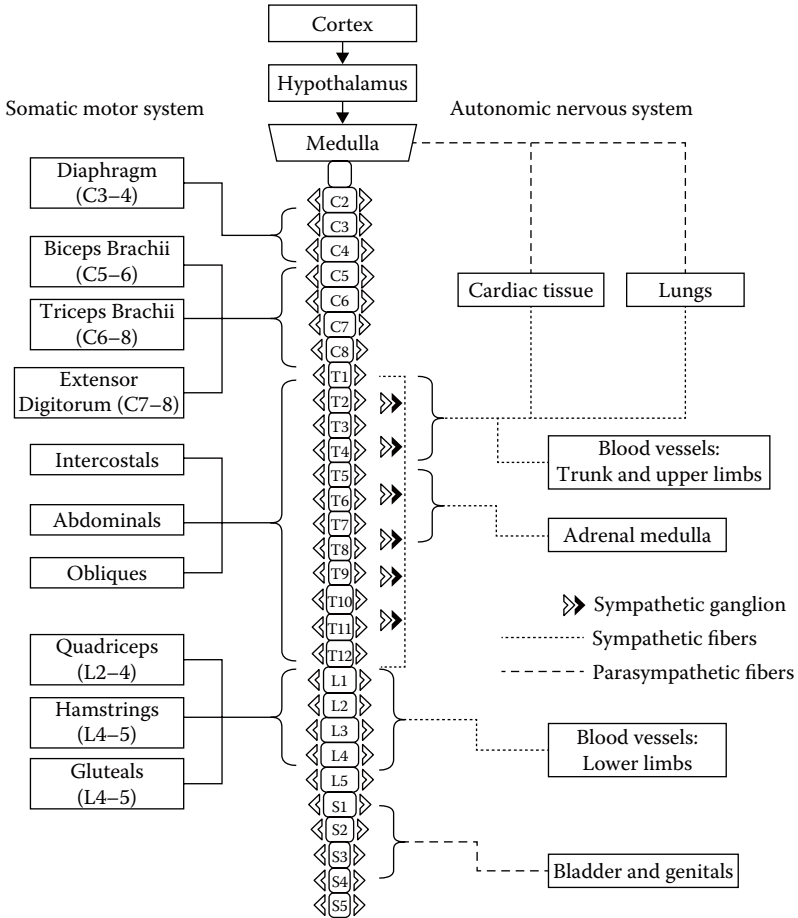 Cortex
Hypothalamus
Somatic motor system
Autonomic nervous system
Medulla
Diaphragm
(C3–4)
Biceps Brachii
(C5–6)
Triceps Brachii
(C6–8)
Extensor
Digitorum (C7–8)
Intercostals
Abdominals
Obliques
Quadriceps
(L2–4)
Hamstrings
(L4–5)
Gluteals
(L4–5)
C2
C3
C4
C5
C6
C7
C8
T1
T2
T3
T4
T5
T6
T7
T8
T9
T10
T11
T12
L1
L2
L3
L4
L5
S1
S2
S3
S4
S5
Cardiac tissue
Lungs
Blood vessels:
Trunk and upper limbs
Adrenal medulla
Sympathetic ganglion
Sympathetic fibers
Parasympathetic fibers
Blood vessels:
Lower limbs
Bladder and genitals